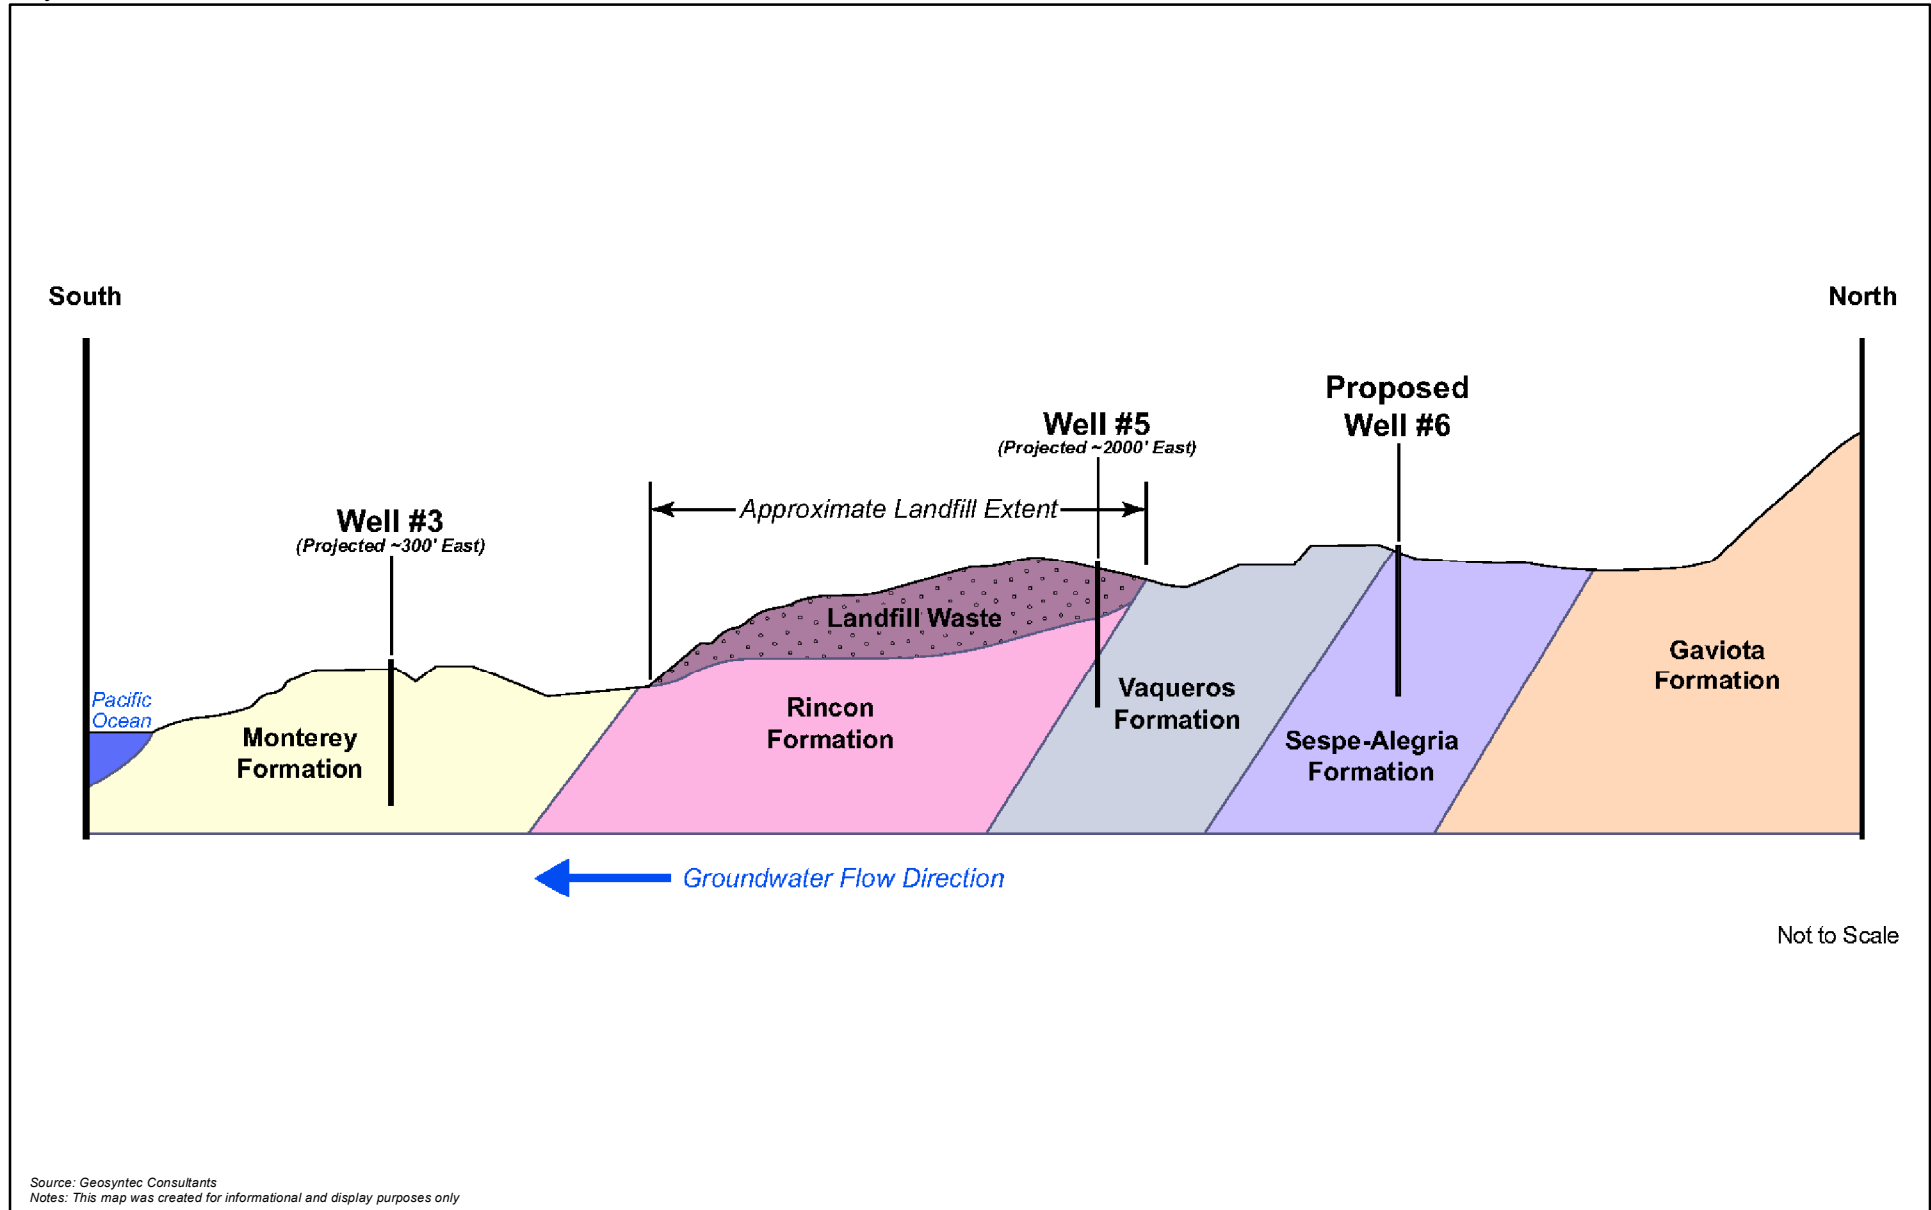 South
North
Proposed
Well #6
Well #5
(Projected ~2000' East)
Approximate Landfill Extent
Well #3
(Projected ~300' East)
Landfill Waste
Pacific
Ocean
Monterey
Formation
Rincon
Formation
Vaqueros
Formation
Sespe-Alegria
Formation
Gaviota
Formation
Groundwater Flow Direction
Not to Scale
Source: Geosyntec Consultants
Notes: This map was created for informational and display purposes only